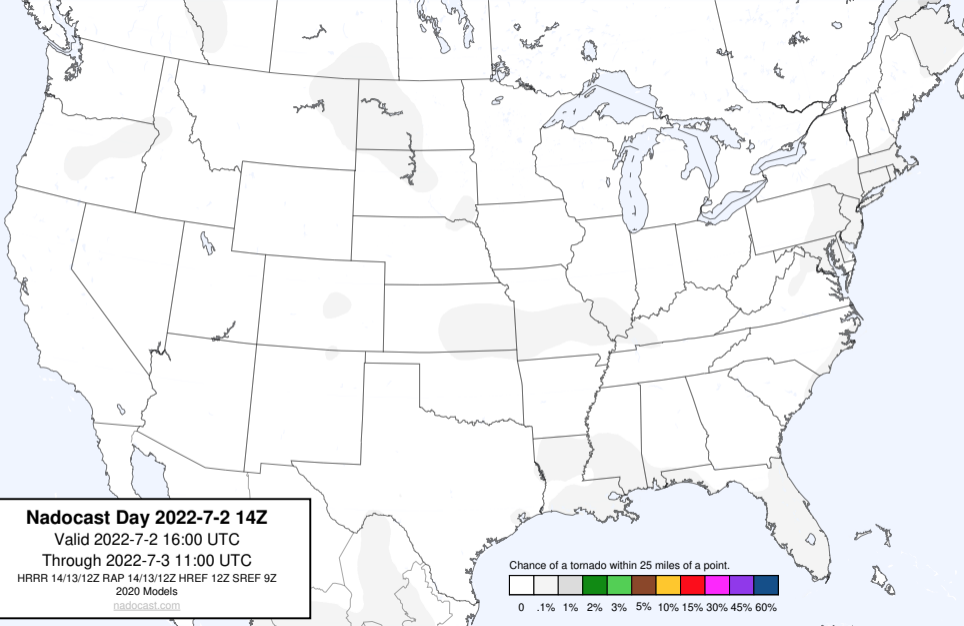 Nadocast Day 2022-7-2 14Z
Valid 2022-7-2 16:00 UTC
Through 2022-7-3 11:00 UTC
HRRR 14/13/12Z RAP 14/13/12Z HREF 12Z SREF 9Z
2020 Models
nadocast.com
Chance of a tornado within 25 miles of a point.
0 .1% 1% 2% 3% 5% 10% 15% 30% 45% 60%